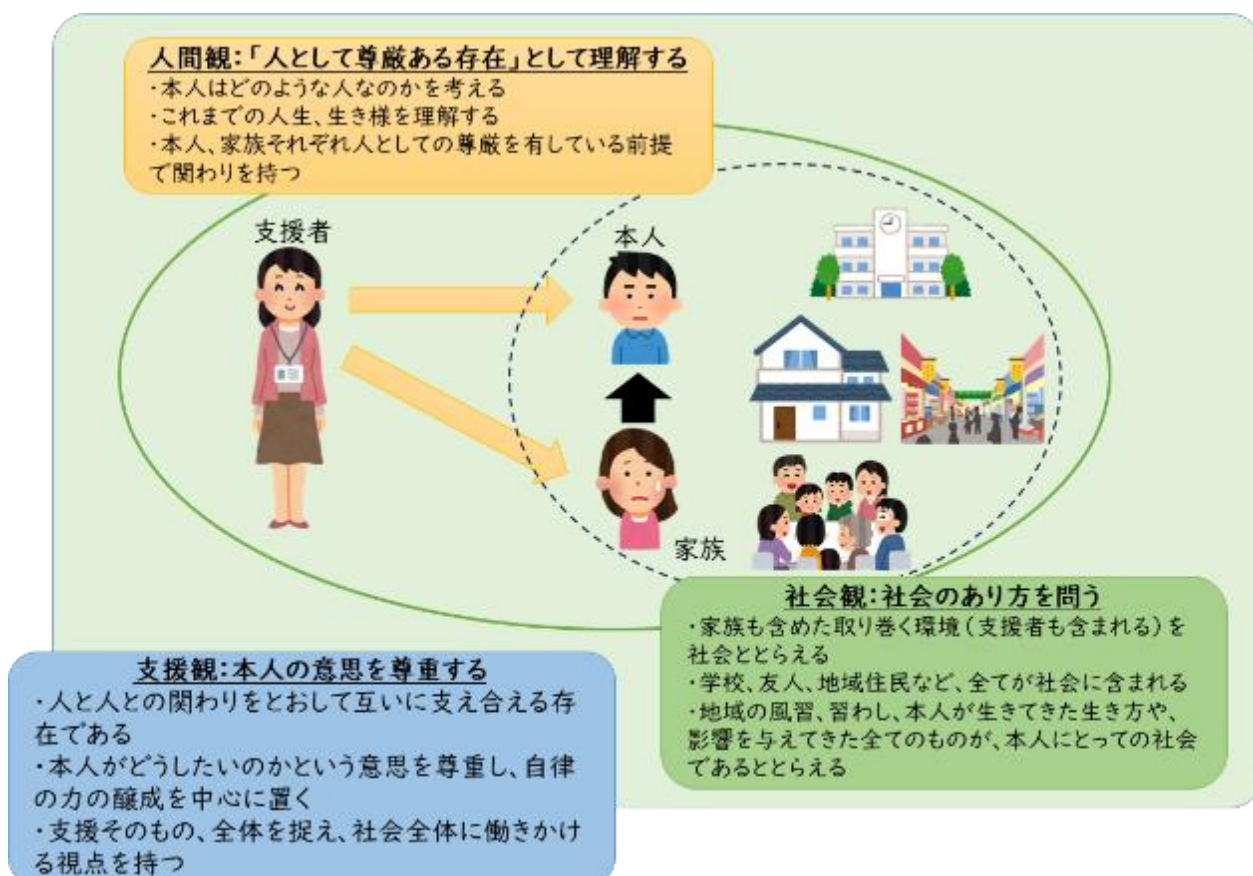 人間観:「人として尊厳ある存在」として理解する
・本人はどのような人なのかを考える
・これまでの人生、生き様を理解する
・本人、家族それぞれ人としての尊厳を有している前提
で関わりを持つ
支援者
本人
家族
社会観:社会のあり方を問う
・家族も含めた取り巻く環境(支援者も含まれる)を
社会ととらえる
・学校、友人、地域住民など、全てが社会に含まれる
・地域の風習、習わし、本人が生きてきた生き方や、
影響を与えてきた全てのものが、本人にとっての社会
であるととらえる
支援観:本人の意思を尊重する
・人と人との関わりをとおして互いに支え合える存
在である
・本人がどうしたいのかという意思を尊重し、自律
の力の醸成を中心に置く
・支援そのもの、全体を捉え、社会全体に働きかけ
る視点を持つ